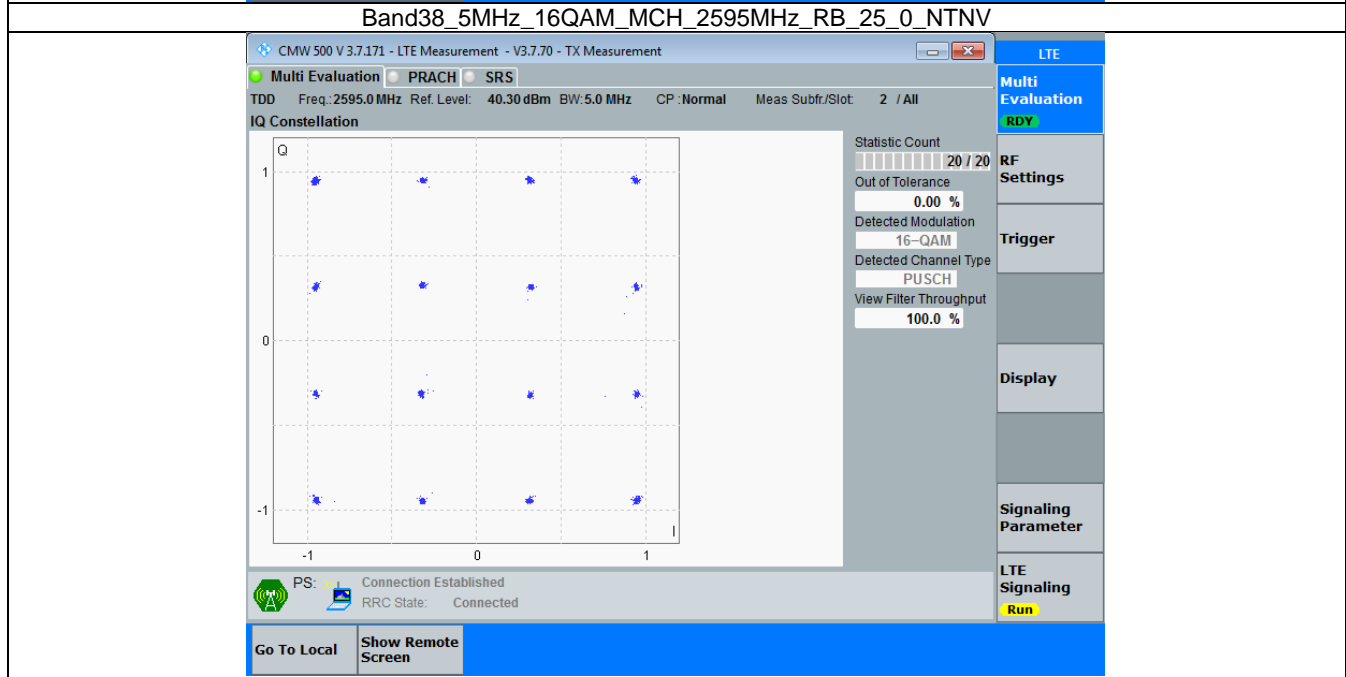 Band38_5MHz_16QAM_MCH_2595MHz_RB_25_0_NTNV
CMW 500 V 3.7.171 - LTE Measurement - V3.7.70 - TX Measurement
LTE
Multi Evaluation PRACH SRS
Multi
Evaluation
RDY
TDD Freq.:2595.0 MHz Ref. Level: 40.30 dBm BW:5.0 MHz CP :Normal Meas Subfr./Slot: 2 / All
IQ Constellation
Q
1
0
-1
I
-1 0 1
Statistic Count
20 / 20
Out of Tolerance
0.00 %
Detected Modulation
16-QAM
Detected Channel Type
PUSCH
View Filter Throughput
100.0 %
RF
Settings
Trigger
Display
Signaling
Parameter
LTE
Signaling
Run
PS: Connection Established
RRC State: Connected
Go To Local
Show Remote
Screen